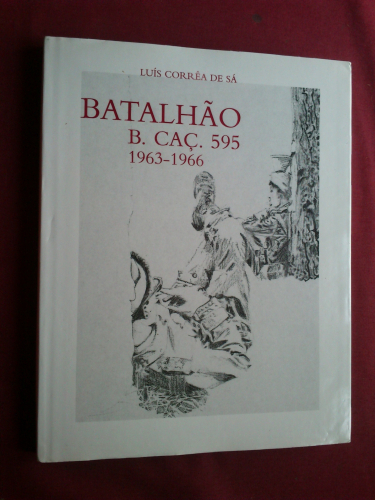 LUÍS CORRÊA DE SÁ
BATALHÃO
B. CAÇ. 595
1963-1966